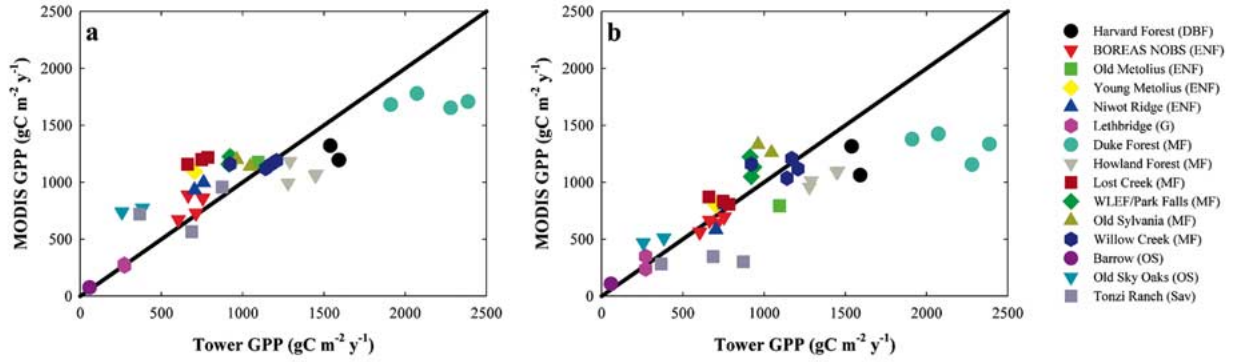 a
2500
2000
1500
1000
500
0
MODIS GPP (gC m⁻² y⁻¹)
0 500 1000 1500 2000 2500
Tower GPP (gC m⁻² y⁻¹)
b
2500
2000
1500
1000
500
0
MODIS GPP (gC m⁻² y⁻¹)
0 500 1000 1500 2000 2500
Tower GPP (gC m⁻² y⁻¹)
Harvard Forest (DBF)
BOREAS NOBS (ENF)
Old Metolius (ENF)
Young Metolius (ENF)
Niwot Ridge (ENF)
Lethbridge (G)
Duke Forest (MF)
Howland Forest (MF)
Lost Creek (MF)
WLEF/Park Falls (MF)
Old Sylvania (MF)
Willow Creek (MF)
Barrow (OS)
Old Sky Oaks (OS)
Tonzi Ranch (Sav)